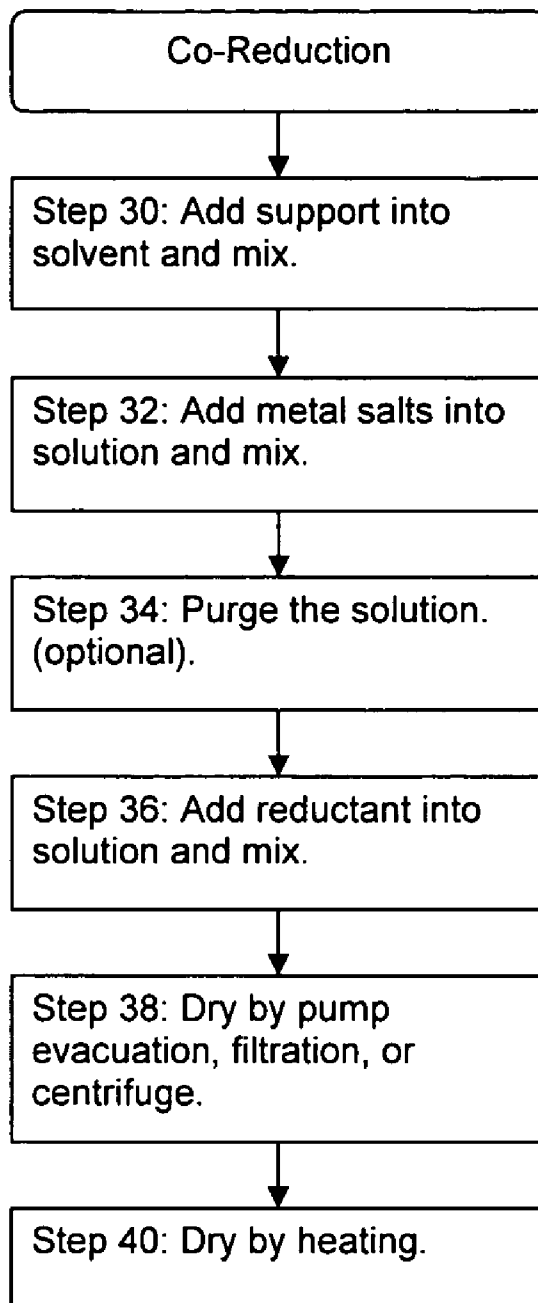 Co-Reduction
Step 30: Add support into
solvent and mix.
Step 32: Add metal salts into
solution and mix.
Step 34: Purge the solution.
(optional).
Step 36: Add reductant into
solution and mix.
Step 38: Dry by pump
evacuation, filtration, or
centrifuge.
Step 40: Dry by heating.